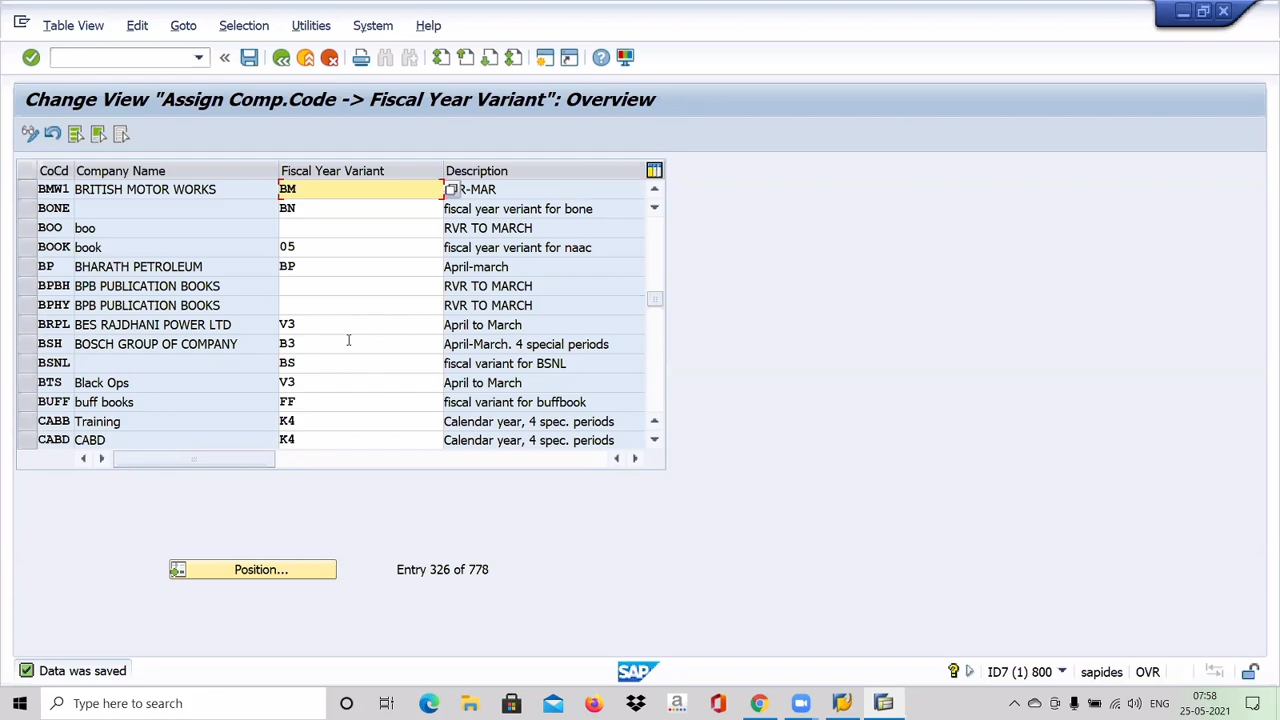 Table View Edit Goto Selection Utilities System Help
Change View "Assign Comp.Code -> Fiscal Year Variant": Overview
CoCd Company Name Fiscal Year Variant Description
BMW1 BRITISH MOTOR WORKS BM R-MAR
BONE BN fiscal year veriant for bone
BOO boo RVR TO MARCH
BOOK book 05 fiscal year verient for naac
BP BHARATH PETROLEUM BP April-march
BPBH BPB PUBLICATION BOOKS RVR TO MARCH
BPHY BPB PUBLICATION BOOKS RVR TO MARCH
BRPL BES RAJDHANI POWER LTD V3 April to March
BSH BOSCH GROUP OF COMPANY B3 April-March. 4 special periods
BSNL BS fiscal variant for BSNL
BTS Black Ops V3 April to March
BUFF buff books FF fiscal variant for buffbook
CABB Training K4 Calendar year, 4 spec. periods
CABD CABD K4 Calendar year, 4 spec. periods
Position... Entry 326 of 778
Data was saved SAP ID7 (1) 800 sapides OVR
Type here to search ENG 07:58
25-05-2021